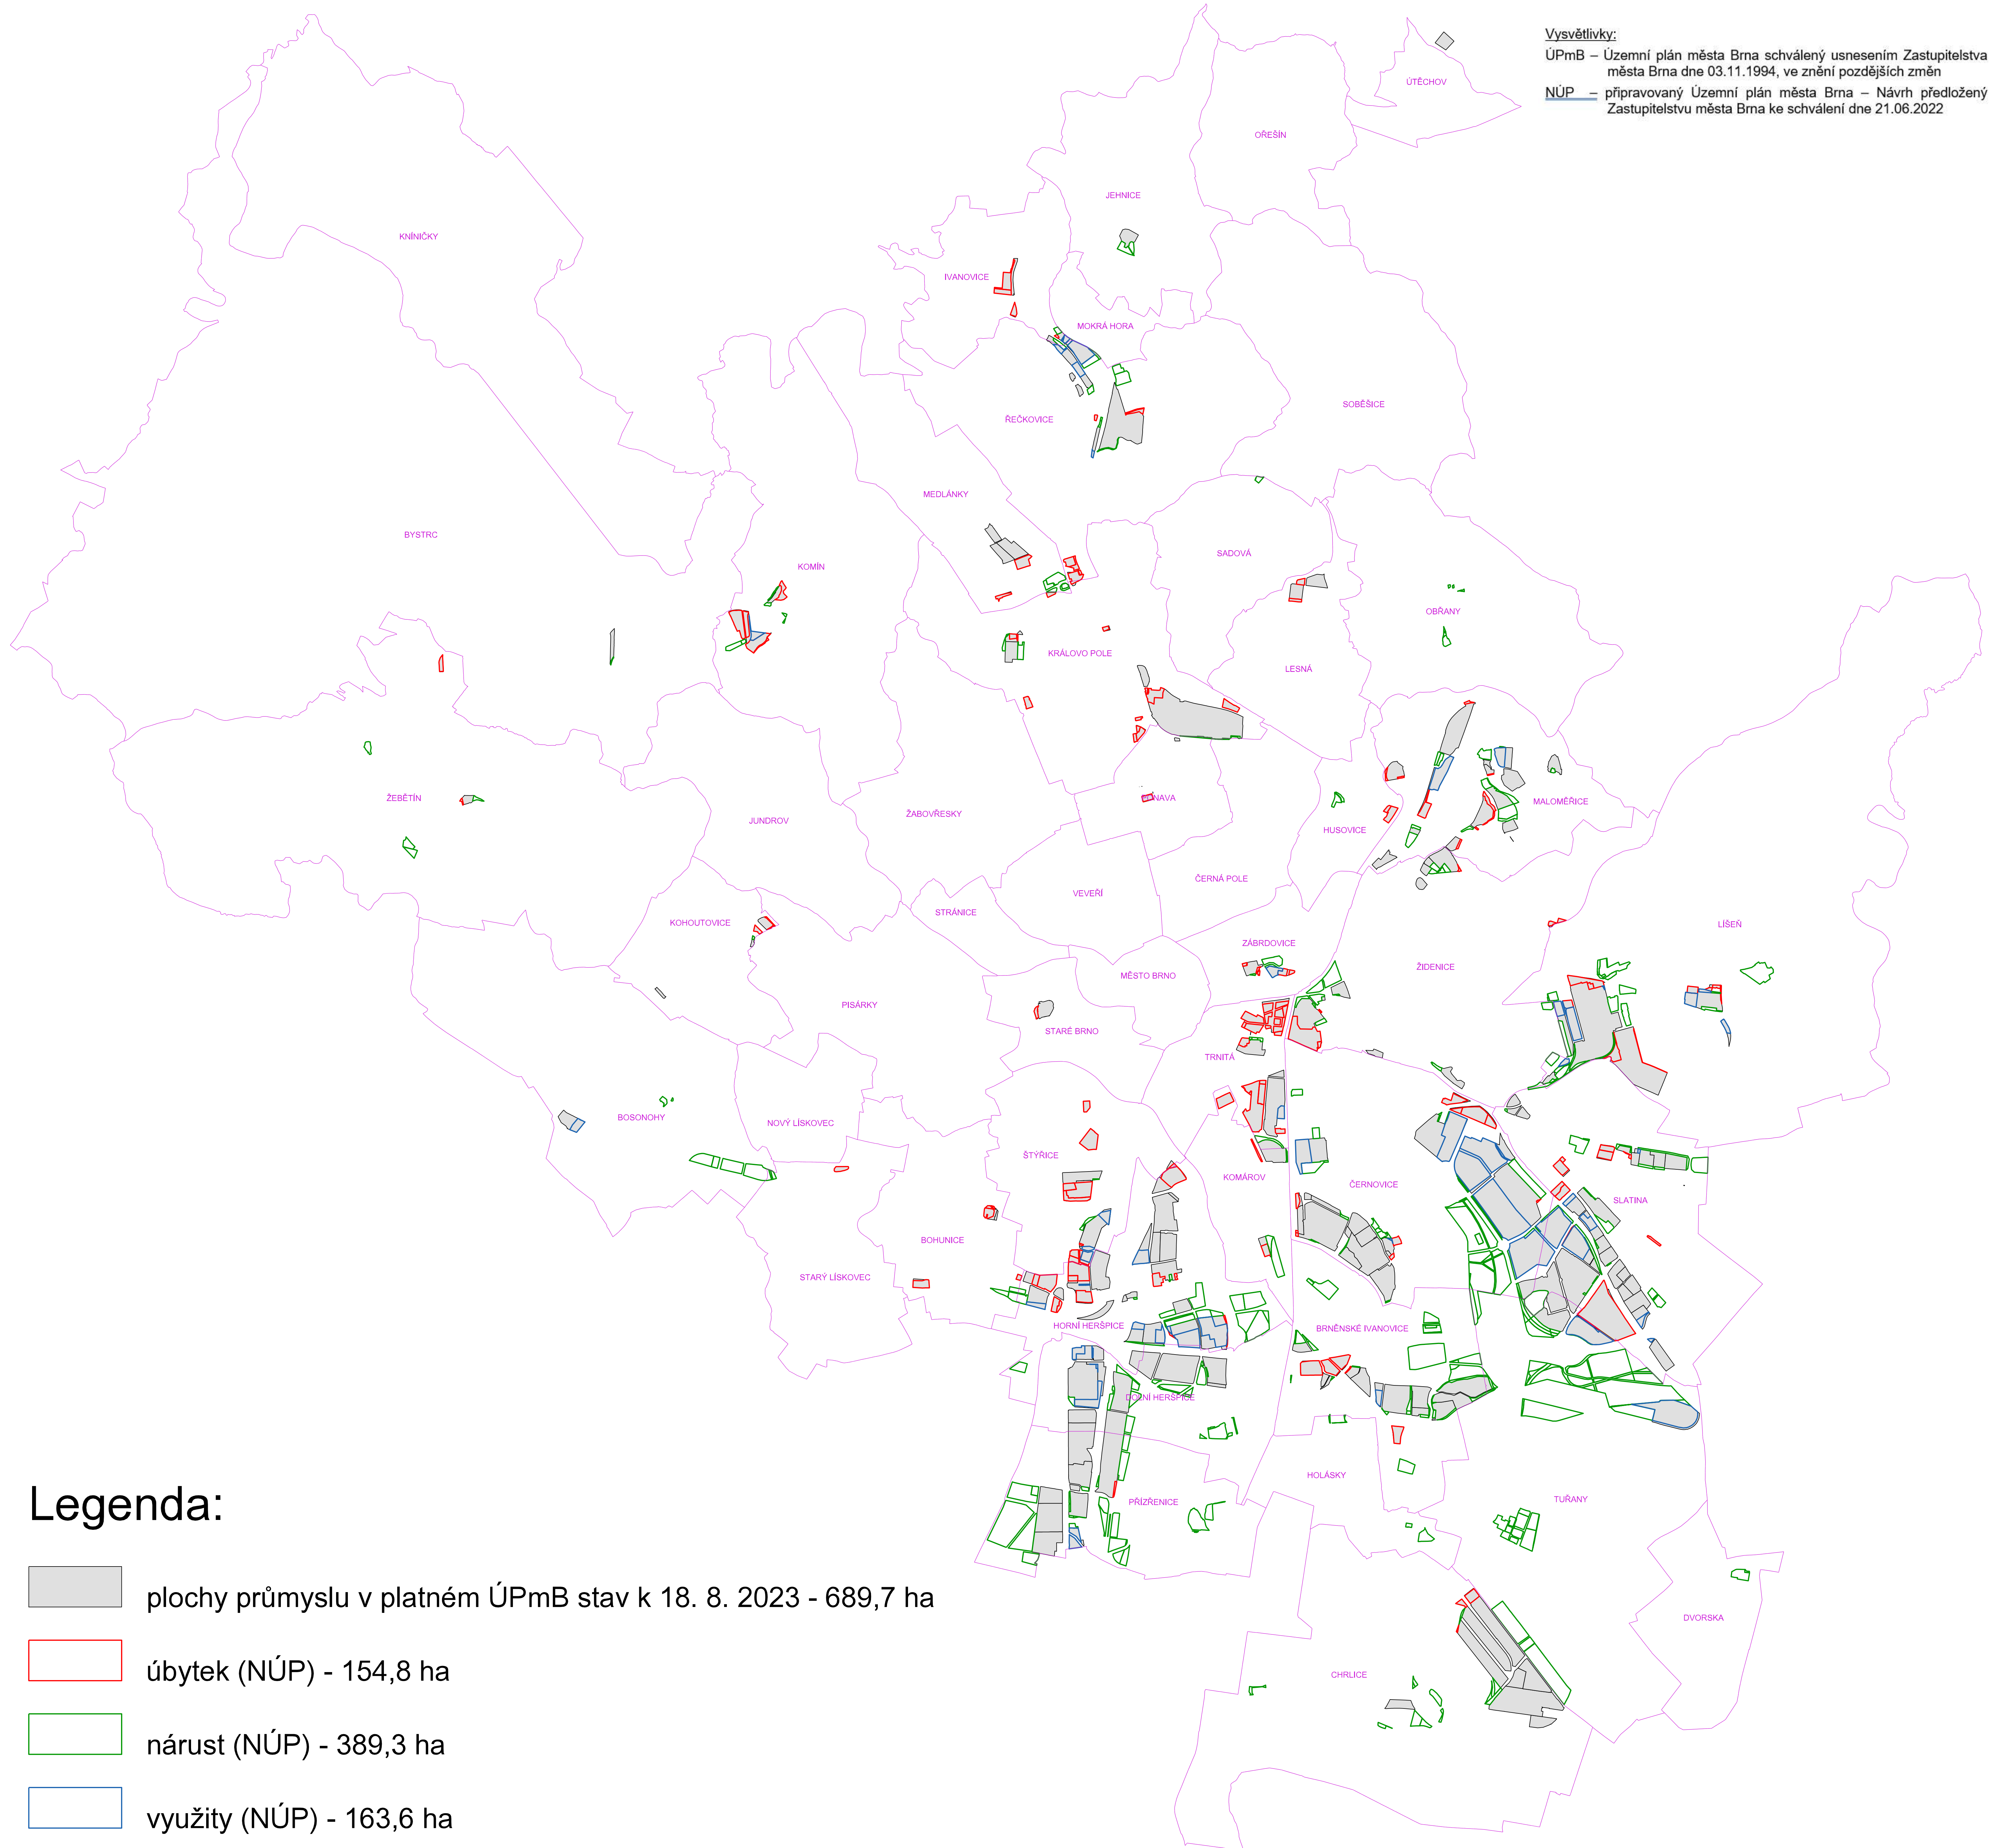 Vysvětlivky:
ÚPmB – Územní plán města Brna schválený usnesením Zastupitelstva
města Brna dne 03.11.1994, ve znění pozdějších změn
NÚP – připravovaný Územní plán města Brna – Návrh předložený
Zastupitelstvu města Brna ke schválení dne 21.06.2022
ÚTĚCHOV
OŘEŠÍN
JEHNICE
KNÍNIČKY
IVANOVICE
MOKRÁ HORA
SOBĚŠICE
ŘEČKOVICE
MEDLÁNKY
BYSTRC
SADOVÁ
KOMÍN
OBŘANY
KRÁLOVO POLE
LESNÁ
ŽEBĚTÍN
PONAVA
MALOMĚŘICE
ŽABOVŘESKY
JUNDROV
HUSOVICE
ČERNÁ POLE
VEVEŘÍ
STRÁNICE
KOHOUTOVICE
LÍŠEŇ
ZÁBRDOVICE
ŽIDENICE
MĚSTO BRNO
PISÁRKY
STARÉ BRNO
TRNITÁ
BOSONOHY
NOVÝ LÍSKOVEC
ŠTÝŘICE
KOMÁROV
ČERNOVICE
SLATINA
BOHUNICE
STARÝ LÍSKOVEC
HORNÍ HERŠPICE
BRNĚNSKÉ IVANOVICE
DOLNÍ HERŠPICE
HOLÁSKY
TUŘANY
PŘÍZŘENICE
DVORSKA
CHRLICE
Legenda:
plochy průmyslu v platném ÚPmB stav k 18. 8. 2023 - 689,7 ha
úbytek (NÚP) - 154,8 ha
nárust (NÚP) - 389,3 ha
využity (NÚP) - 163,6 ha